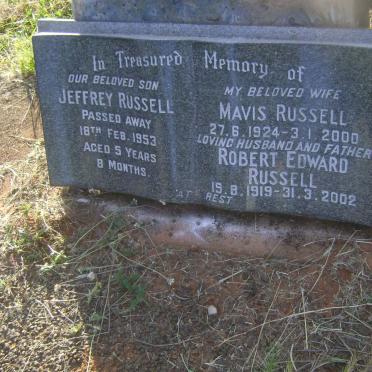 In Treasured Memory of
OUR BELOVED SON
JEFFREY RUSSELL
PASSED AWAY
18TH FEB. 1953
AGED 5 YEARS
8 MONTHS.
MY BELOVED WIFE
MAVIS RUSSELL
27.6.1924-3.1.2000
LOVING HUSBAND AND FATHER
ROBERT EDWARD
RUSSELL
15.8.1919-31.3.2002
AT REST